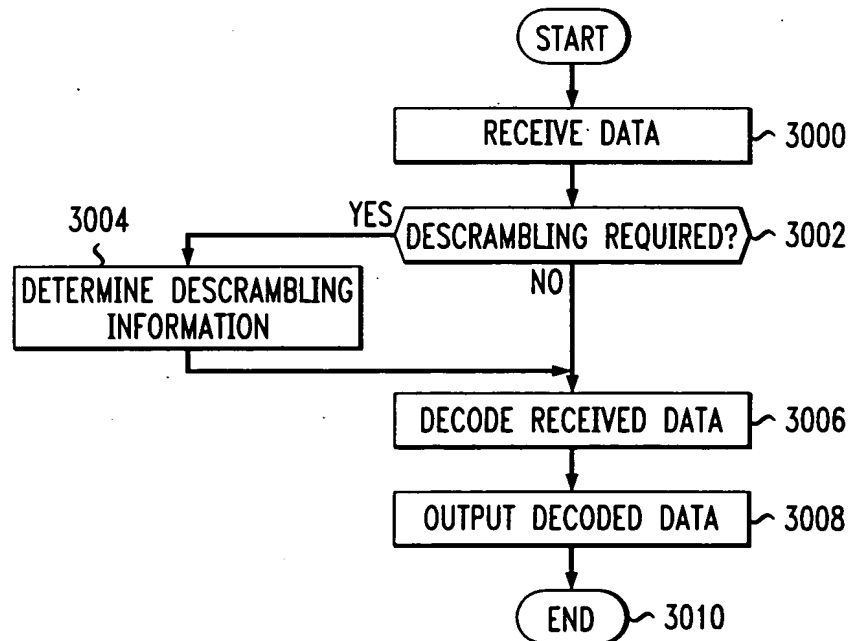 START
RECEIVE DATA
3000
DESCRAMBLING REQUIRED?
3002
YES
NO
3004
DETERMINE DESCRAMBLING
INFORMATION
DECODE RECEIVED DATA
3006
OUTPUT DECODED DATA
3008
END
3010